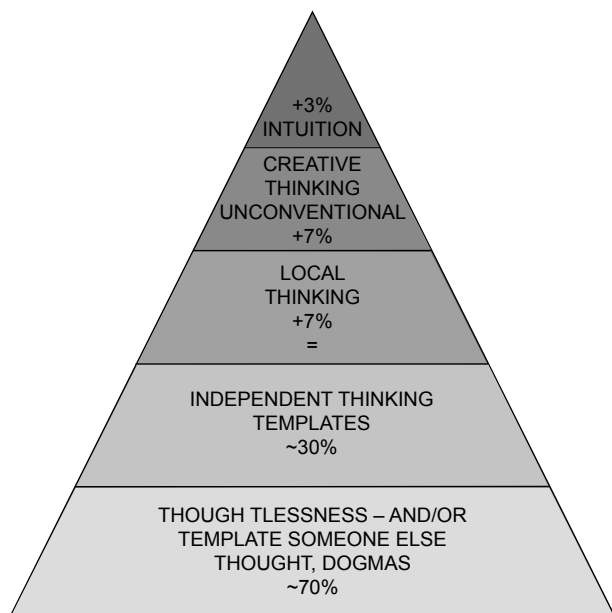 +3%
INTUITION
CREATIVE
THINKING
UNCONVENTIONAL
+7%
LOCAL
THINKING
+7%
=
INDEPENDENT THINKING
TEMPLATES
~30%
THOUGH TLESSNESS – AND/OR
TEMPLATE SOMEONE ELSE
THOUGHT, DOGMAS
~70%